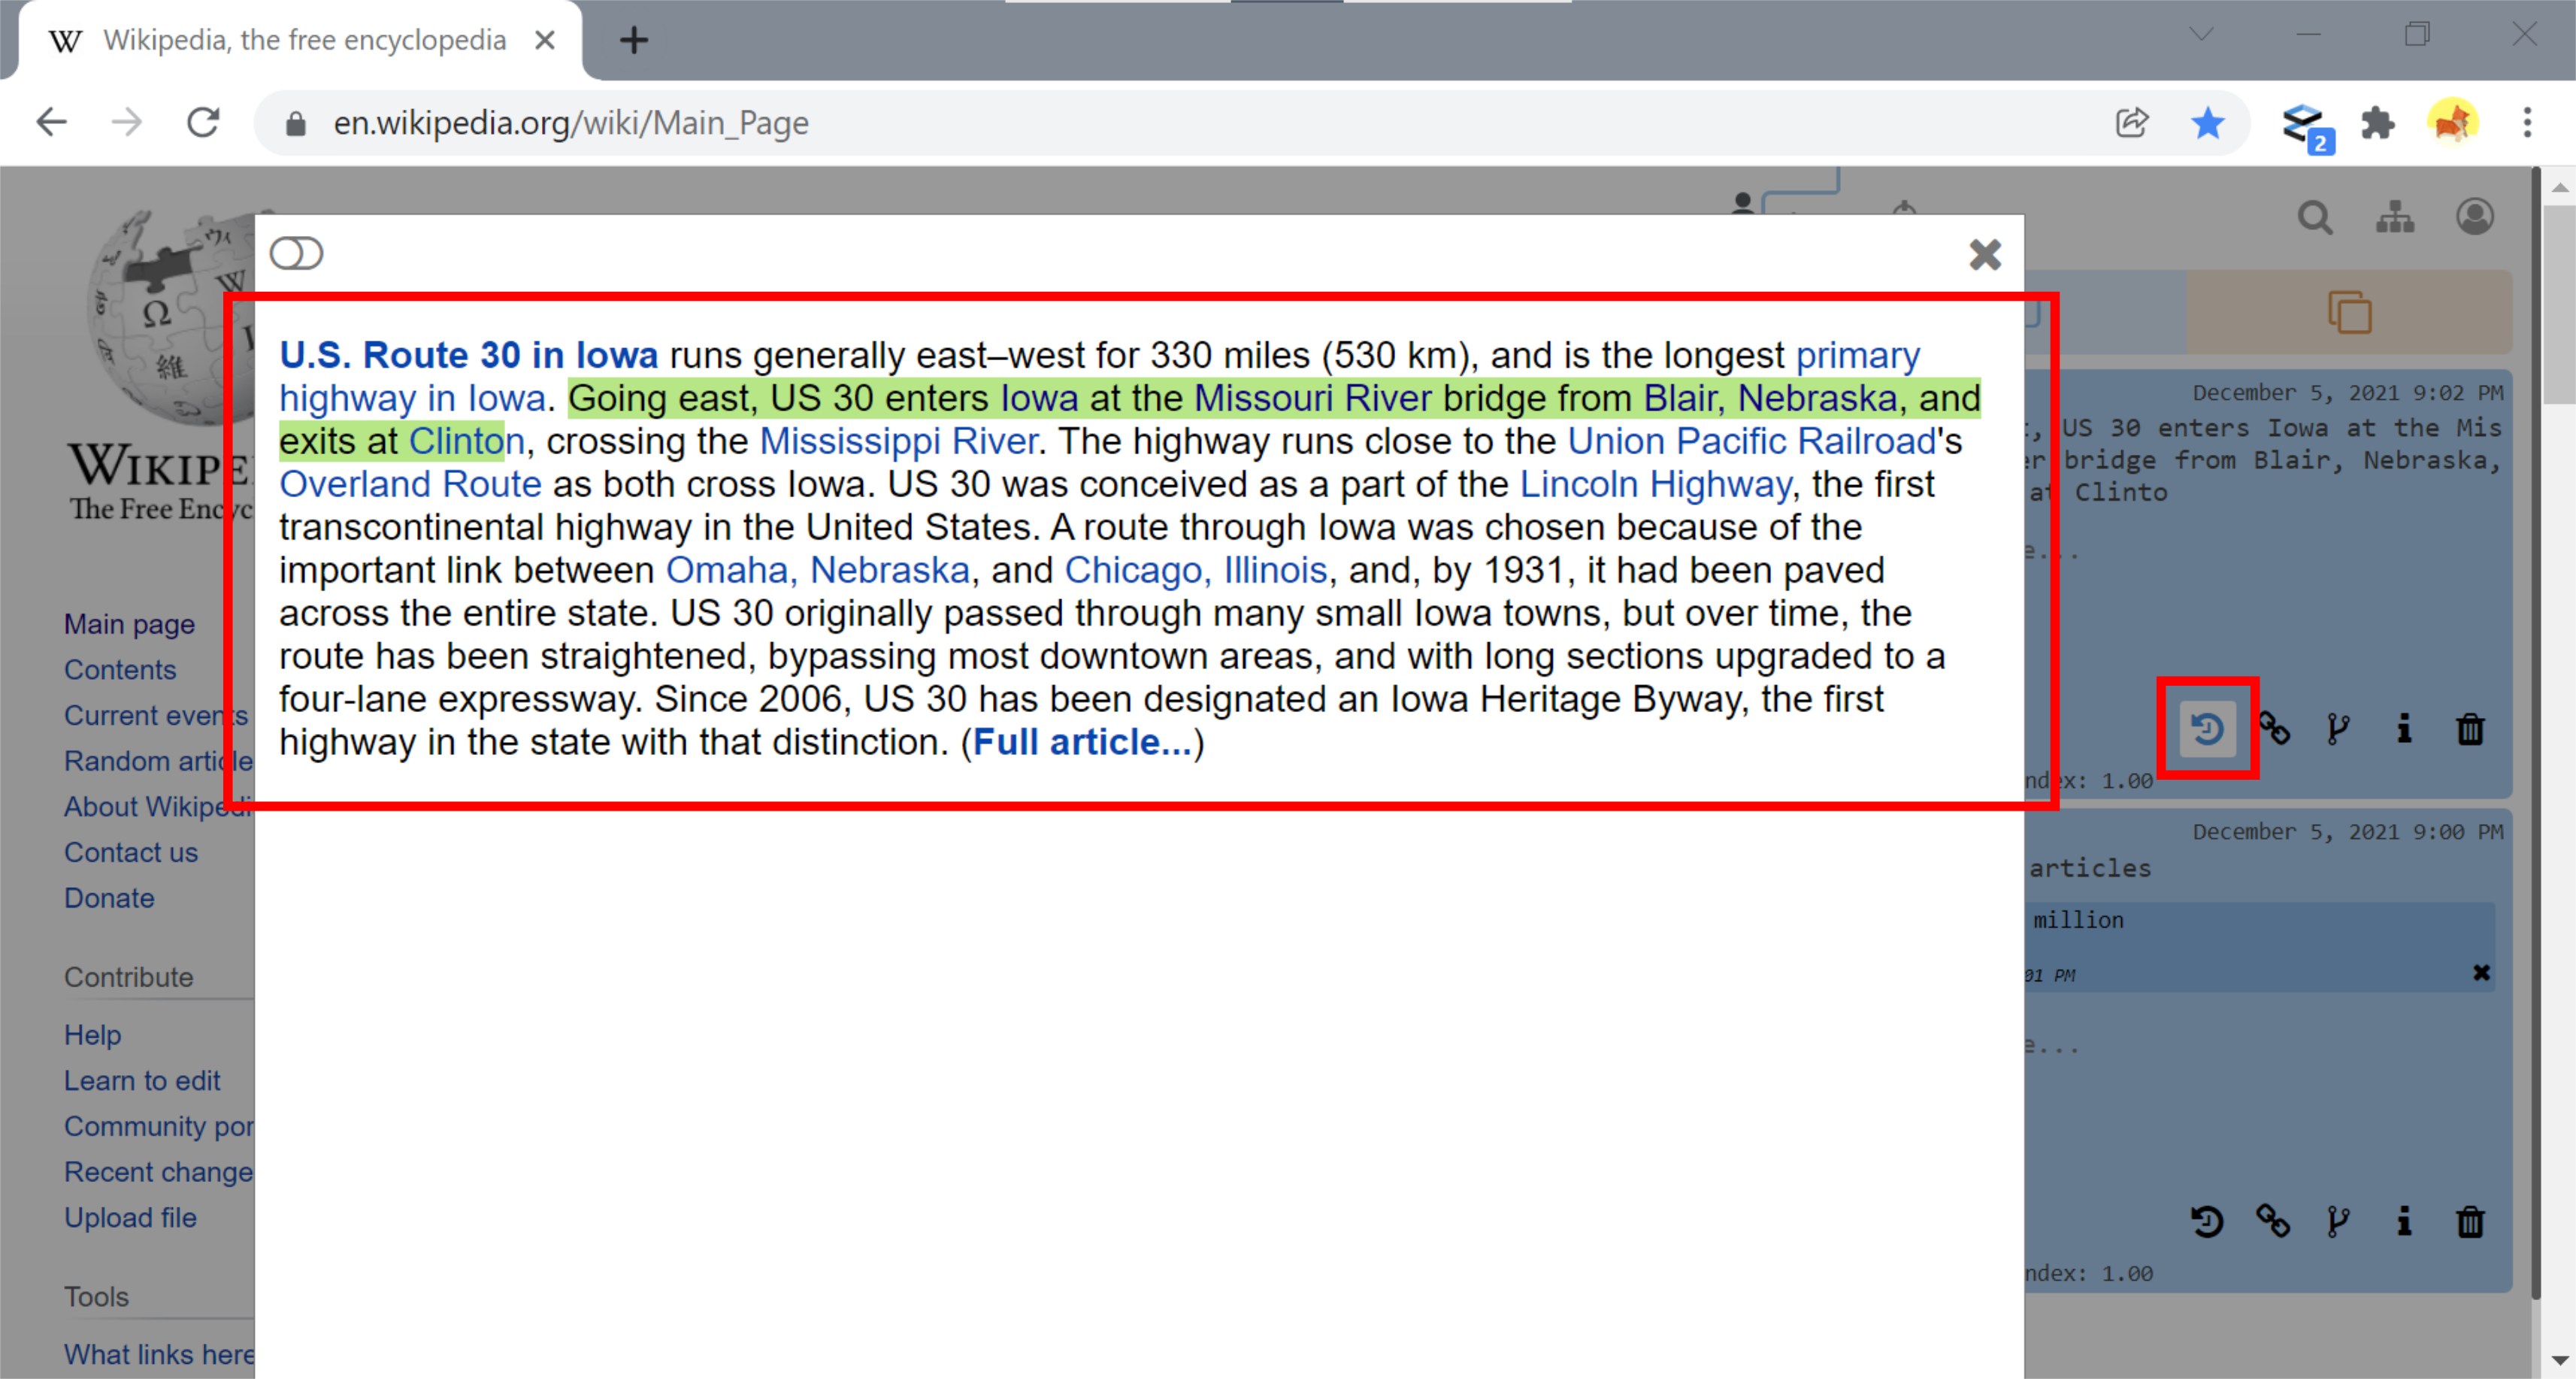 Wikipedia, the free encyclopedia
en.wikipedia.org/wiki/Main_Page
2
U.S. Route 30 in Iowa runs generally east–west for 330 miles (530 km), and is the longest primary
highway in Iowa. Going east, US 30 enters Iowa at the Missouri River bridge from Blair, Nebraska, and
exits at Clinton, crossing the Mississippi River. The highway runs close to the Union Pacific Railroad's
Overland Route as both cross Iowa. US 30 was conceived as a part of the Lincoln Highway, the first
transcontinental highway in the United States. A route through Iowa was chosen because of the
important link between Omaha, Nebraska, and Chicago, Illinois, and, by 1931, it had been paved
across the entire state. US 30 originally passed through many small Iowa towns, but over time, the
route has been straightened, bypassing most downtown areas, and with long sections upgraded to a
four-lane expressway. Since 2006, US 30 has been designated an Iowa Heritage Byway, the first
highway in the state with that distinction. (Full article...)
WIKIPE
The Free Encyc
Main page
Contents
Current events
Random article
About Wikipedi
Contact us
Donate
Contribute
Help
Learn to edit
Community por
Recent change
Upload file
Tools
What links here
December 5, 2021 9:02 PM
, US 30 enters Iowa at the Mis
er bridge from Blair, Nebraska,
at Clinto
e...
ndex: 1.00
December 5, 2021 9:00 PM
articles
million
01 PM
e...
ndex: 1.00